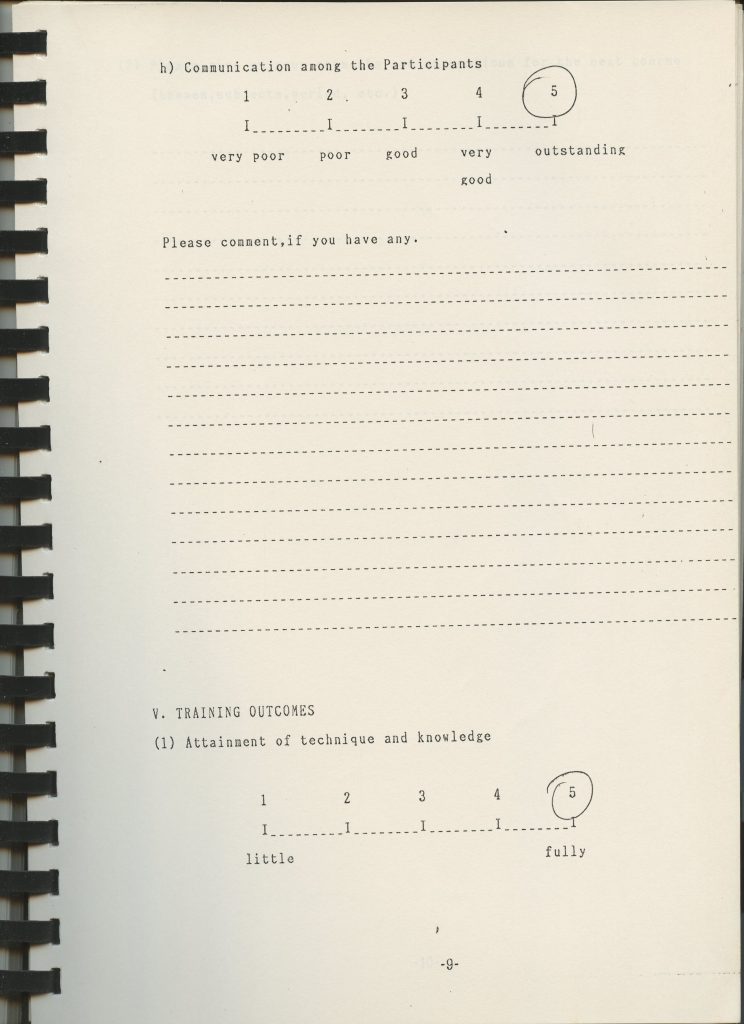 h) Communication among the Participants
1 2 3 4 5
I_________I________I________I________I
very poor poor good very outstanding
good
Please comment,if you have any.
V. TRAINING OUTCOMES
(1) Attainment of technique and knowledge
1 2 3 4 5
I_________I________I________I________I
little fully
-9-